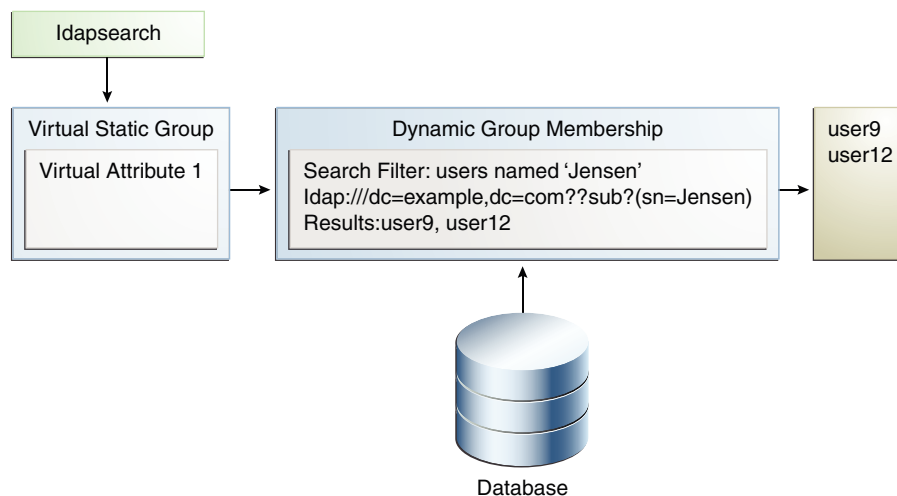 ldapsearch
Virtual Static Group
Virtual Attribute 1
Dynamic Group Membership
Search Filter: users named ‘Jensen’
ldap:///dc=example,dc=com??sub?(sn=Jensen)
Results:user9, user12
user9
user12
Database